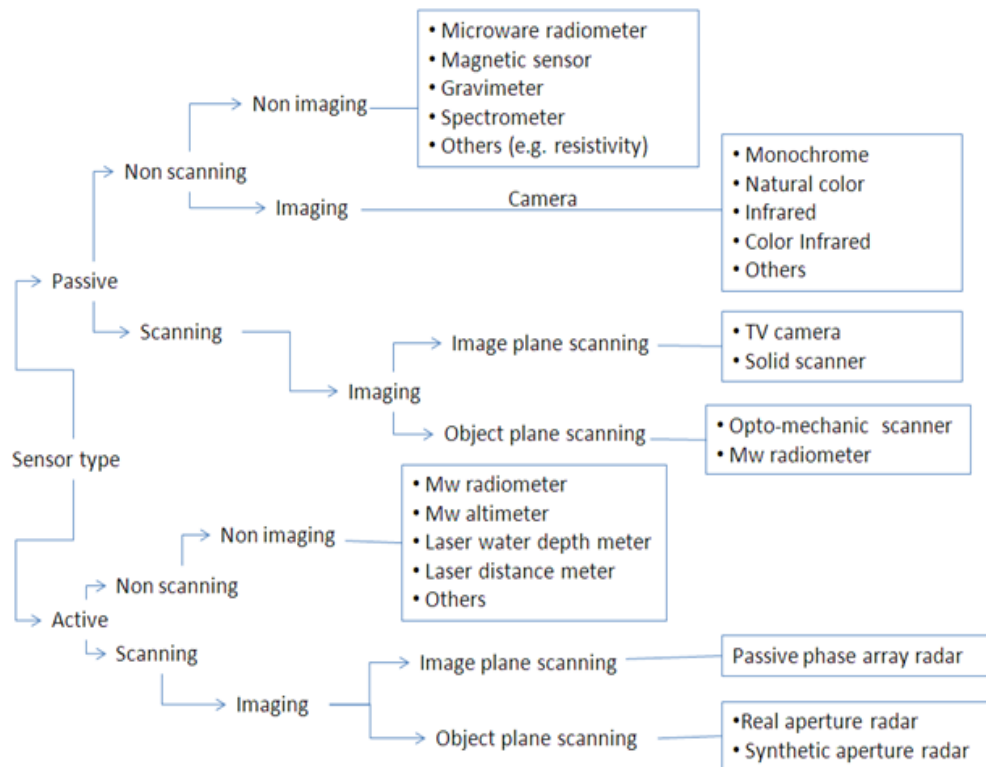 • Microware radiometer
• Magnetic sensor
• Gravimeter
• Spectrometer
• Others (e.g. resistivity)
Non imaging
Non scanning
Imaging
Camera
• Monochrome
• Natural color
• Infrared
• Color Infrared
• Others
Passive
Scanning
Imaging
Image plane scanning
• TV camera
• Solid scanner
Object plane scanning
• Opto-mechanic scanner
• Mw radiometer
Sensor type
• Mw radiometer
• Mw altimeter
• Laser water depth meter
• Laser distance meter
• Others
Non imaging
Non scanning
Active
Scanning
Imaging
Image plane scanning
Passive phase array radar
Object plane scanning
•Real aperture radar
• Synthetic aperture radar